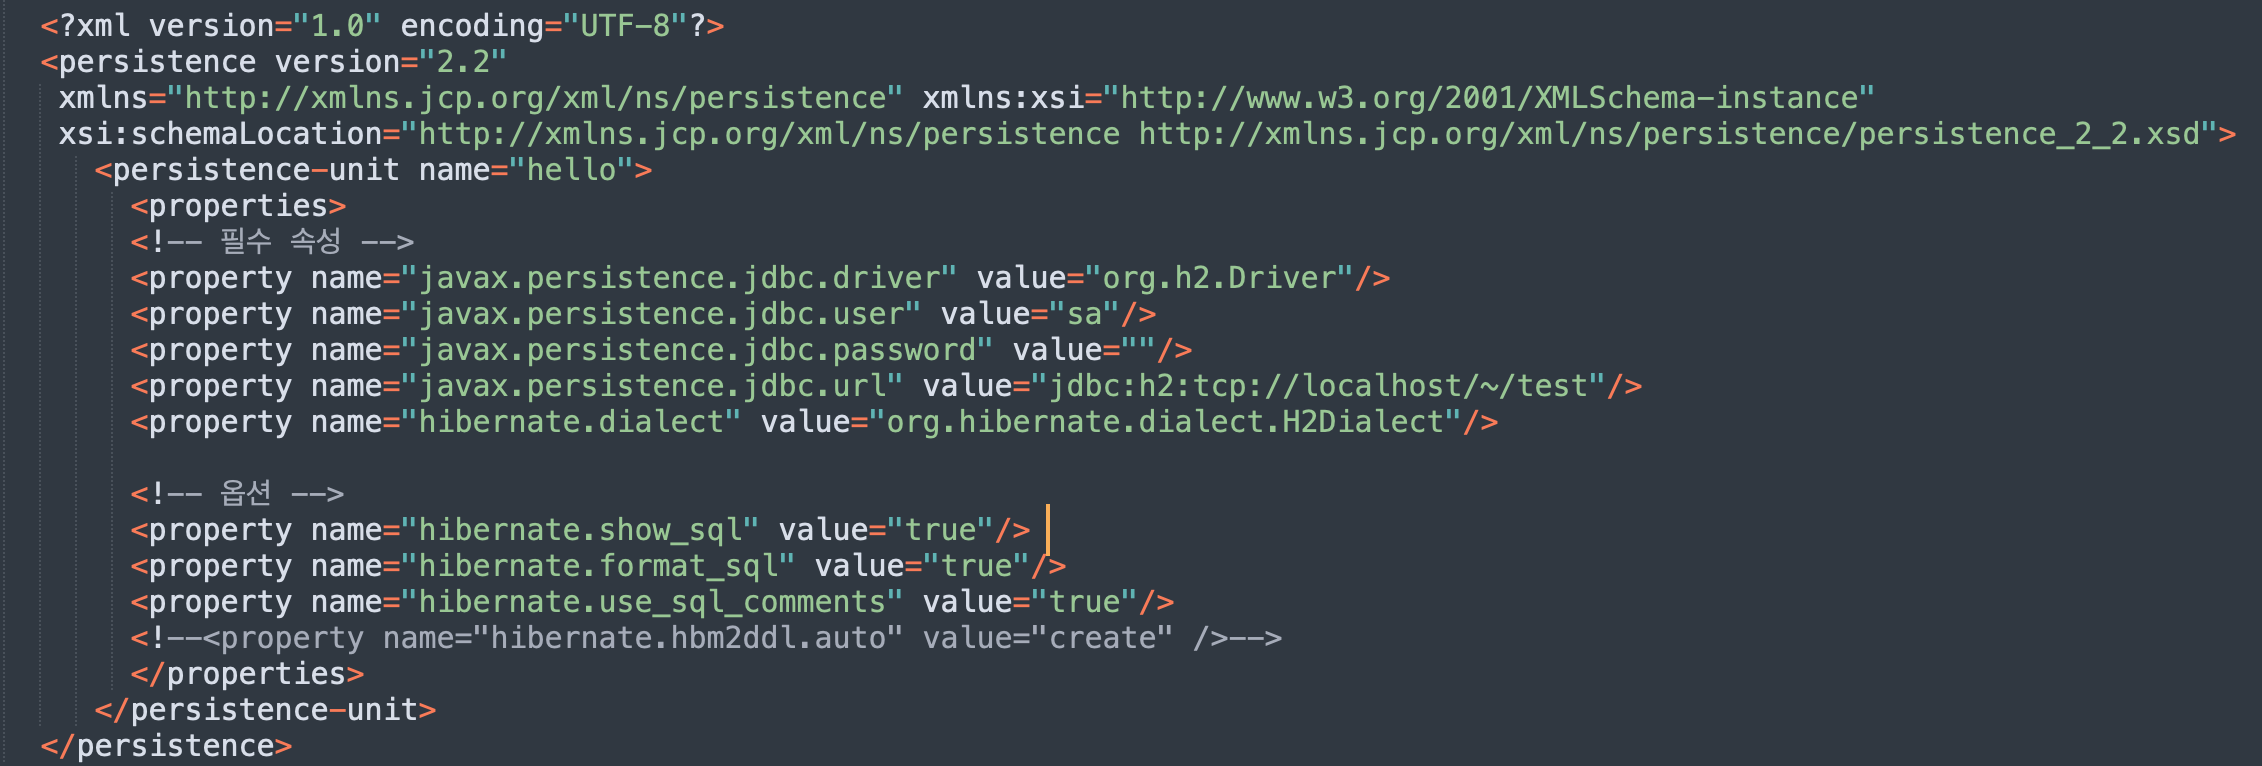 <?xml version="1.0" encoding="UTF-8"?>
<persistence version="2.2"
xmlns="http://xmlns.jcp.org/xml/ns/persistence" xmlns:xsi="http://www.w3.org/2001/XMLSchema-instance"
xsi:schemaLocation="http://xmlns.jcp.org/xml/ns/persistence http://xmlns.jcp.org/xml/ns/persistence/persistence_2_2.xsd">
<persistence-unit name="hello">
<properties>
<!-- 필수 속성 -->
<property name="javax.persistence.jdbc.driver" value="org.h2.Driver"/>
<property name="javax.persistence.jdbc.user" value="sa"/>
<property name="javax.persistence.jdbc.password" value=""/>
<property name="javax.persistence.jdbc.url" value="jdbc:h2:tcp://localhost/~/test"/>
<property name="hibernate.dialect" value="org.hibernate.dialect.H2Dialect"/>
<!-- 옵션 -->
<property name="hibernate.show_sql" value="true"/>
<property name="hibernate.format_sql" value="true"/>
<property name="hibernate.use_sql_comments" value="true"/>
<!--<property name="hibernate.hbm2ddl.auto" value="create" />-->
</properties>
</persistence-unit>
</persistence>